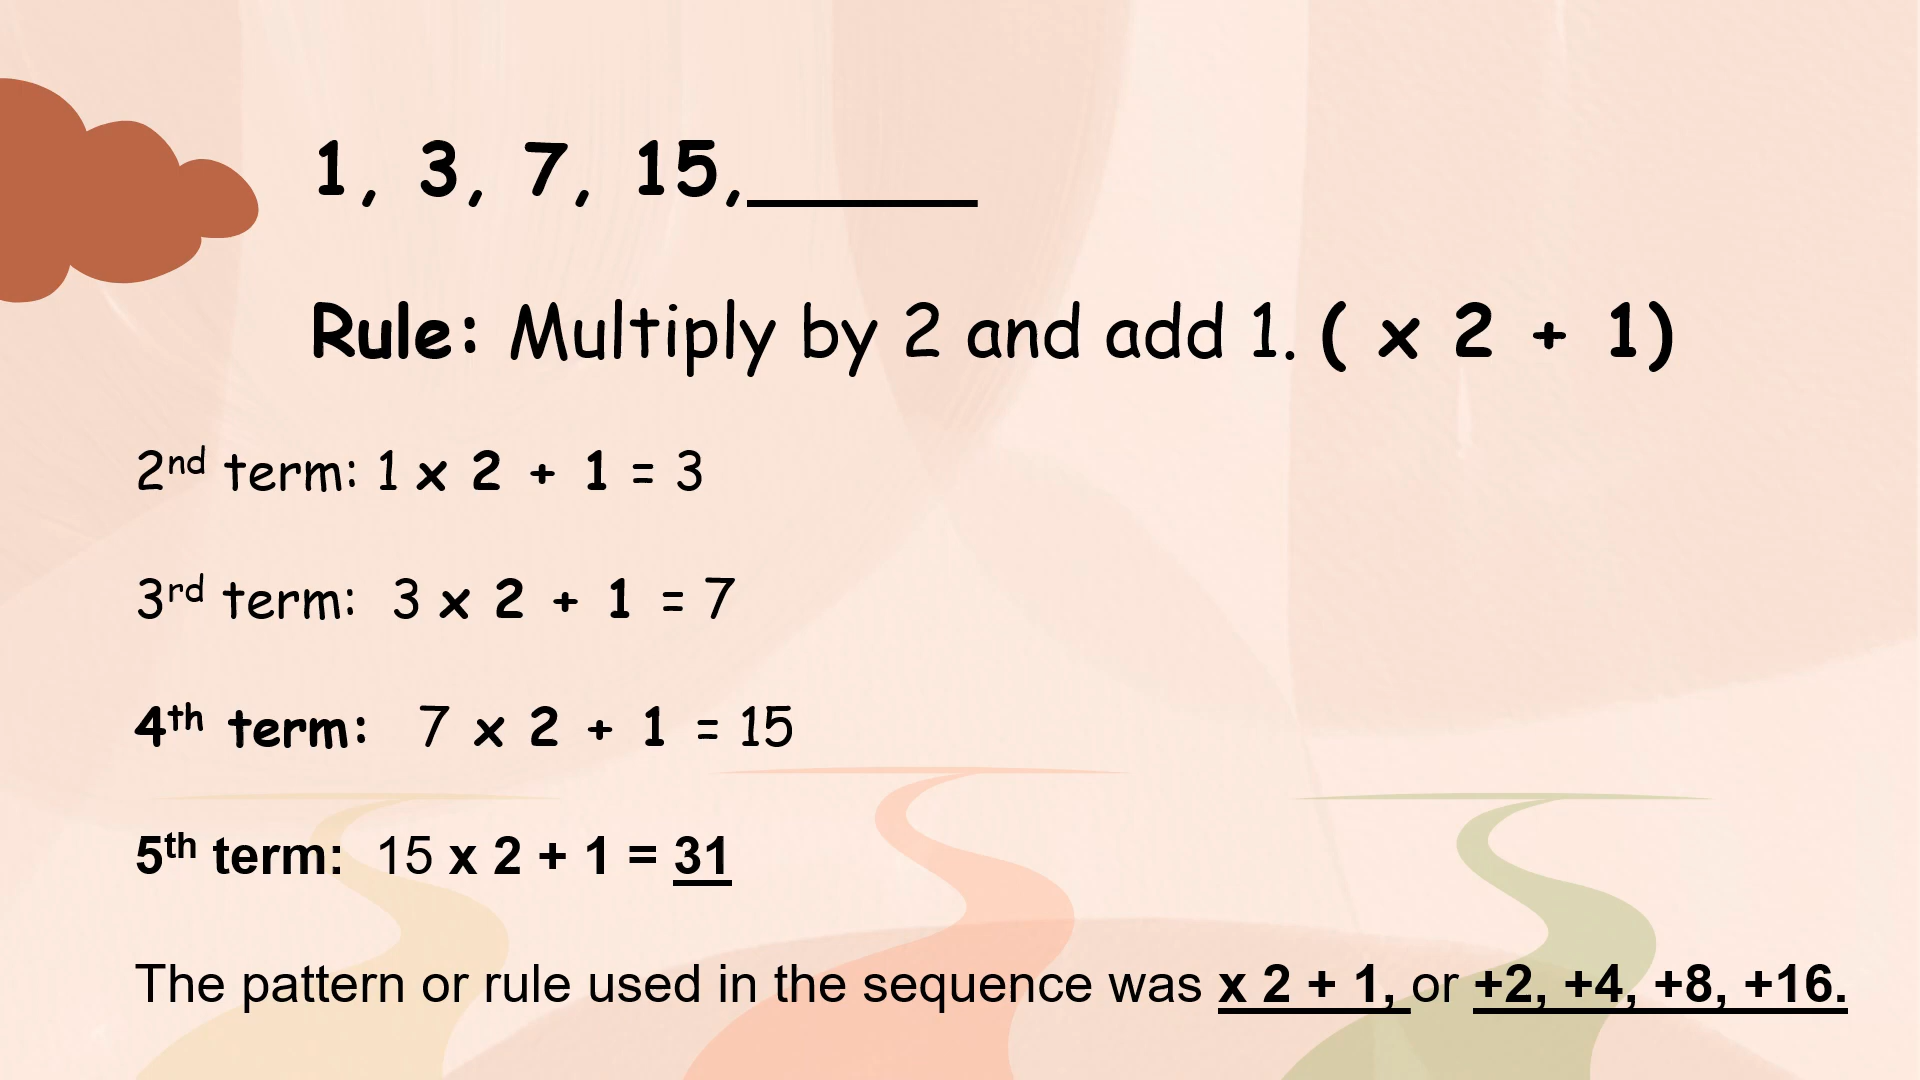 1, 3, 7, 15,______
Rule: Multiply by 2 and add 1. ( x 2 + 1)
2nd term: 1 x 2 + 1 = 3
3rd term: 3 x 2 + 1 = 7
4th term: 7 x 2 + 1 = 15
5th term: 15 x 2 + 1 = 31
The pattern or rule used in the sequence was x 2 + 1, or +2, +4, +8, +16.